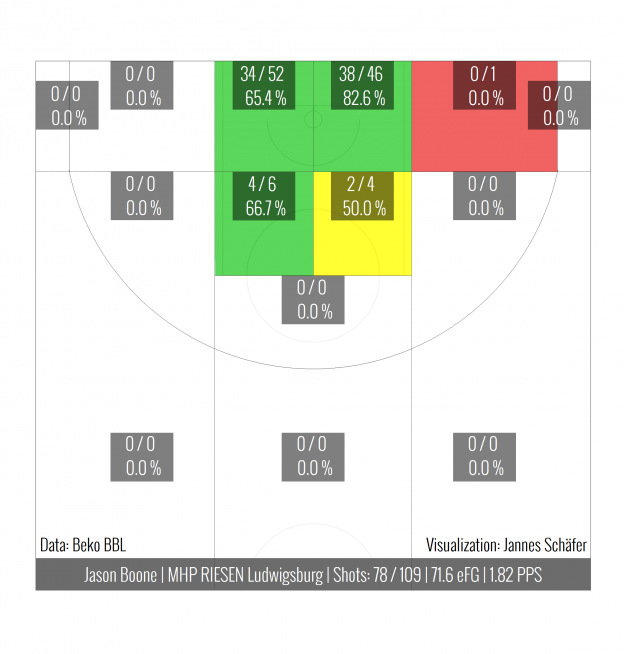 34 / 52
38 / 46
0 / 1
0 / 0
65.4 %
82.6 %
0.0 %
0.0 %
0 / 0
0 / 0
0.0 %
0.0 %
4 / 6
2 / 4
0 / 0
0 / 0
66.7 %
50.0 %
0.0 %
0.0 %
0 / 0
0.0 %
0 / 0
0 / 0
0 / 0
0.0 %
0.0 %
0.0 %
Data: Beko BBL
Visualization: Jannes Schäfer
Jason Boone | MHP RIESEN Ludwigsburg | Shots: 78 / 109 | 71.6 eFG | 1.82 PPS